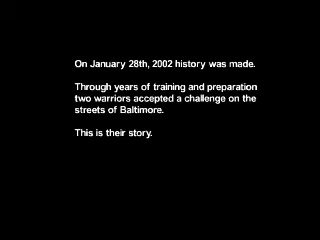 On January 28th, 2002 history was made.
Through years of training and preparation
two warriors accepted a challenge on the
streets of Baltimore.
This is their story.